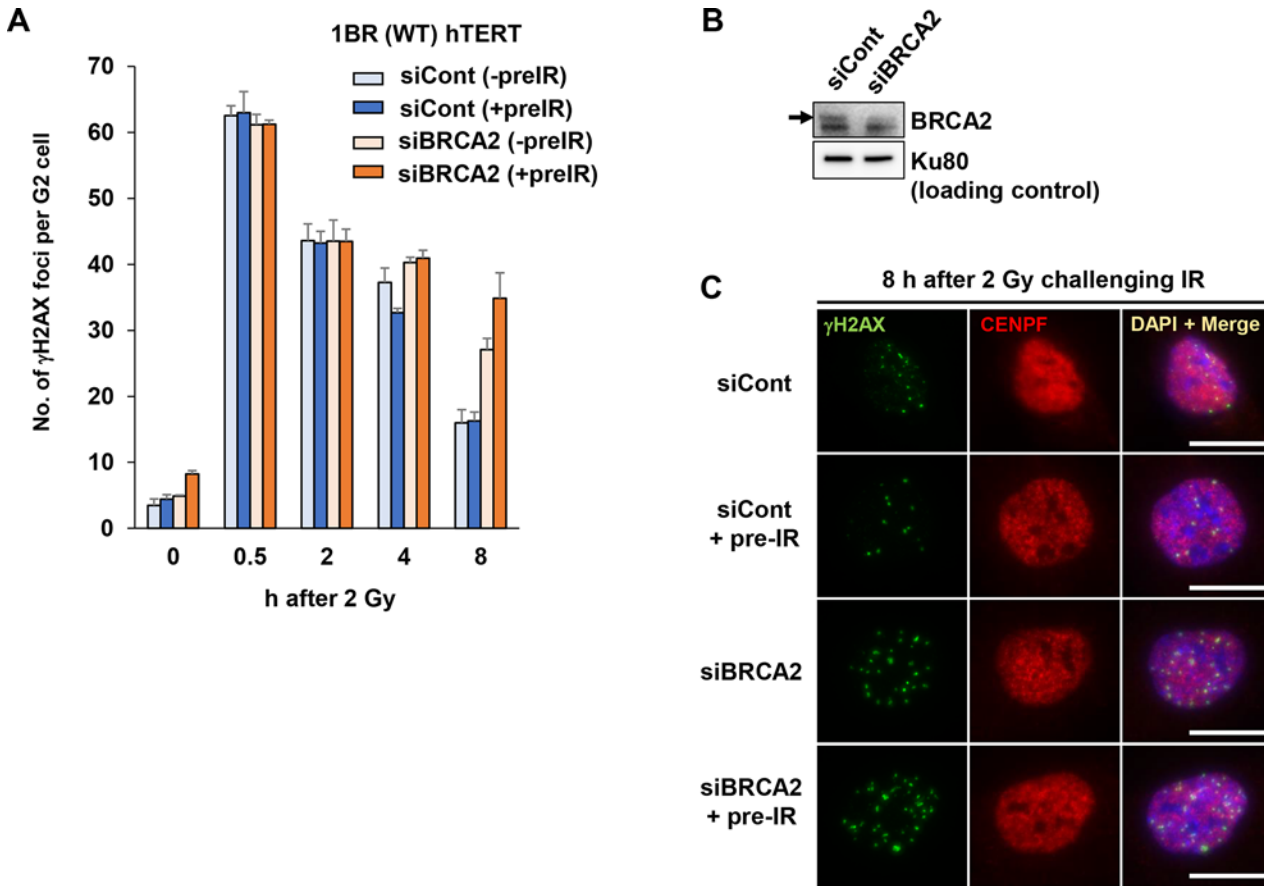 A
1BR (WT) hTERT
siCont (-preIR)
siCont (+preIR)
siBRCA2 (-preIR)
siBRCA2 (+preIR)
No. of γH2AX foci per G2 cell
70
60
50
40
30
20
10
0
0 0.5 2 4 8
h after 2 Gy
B
siCont siBRCA2
BRCA2
Ku80
(loading control)
C
8 h after 2 Gy challenging IR
γH2AX CENPF DAPI + Merge
siCont
siCont
+ pre-IR
siBRCA2
siBRCA2
+ pre-IR